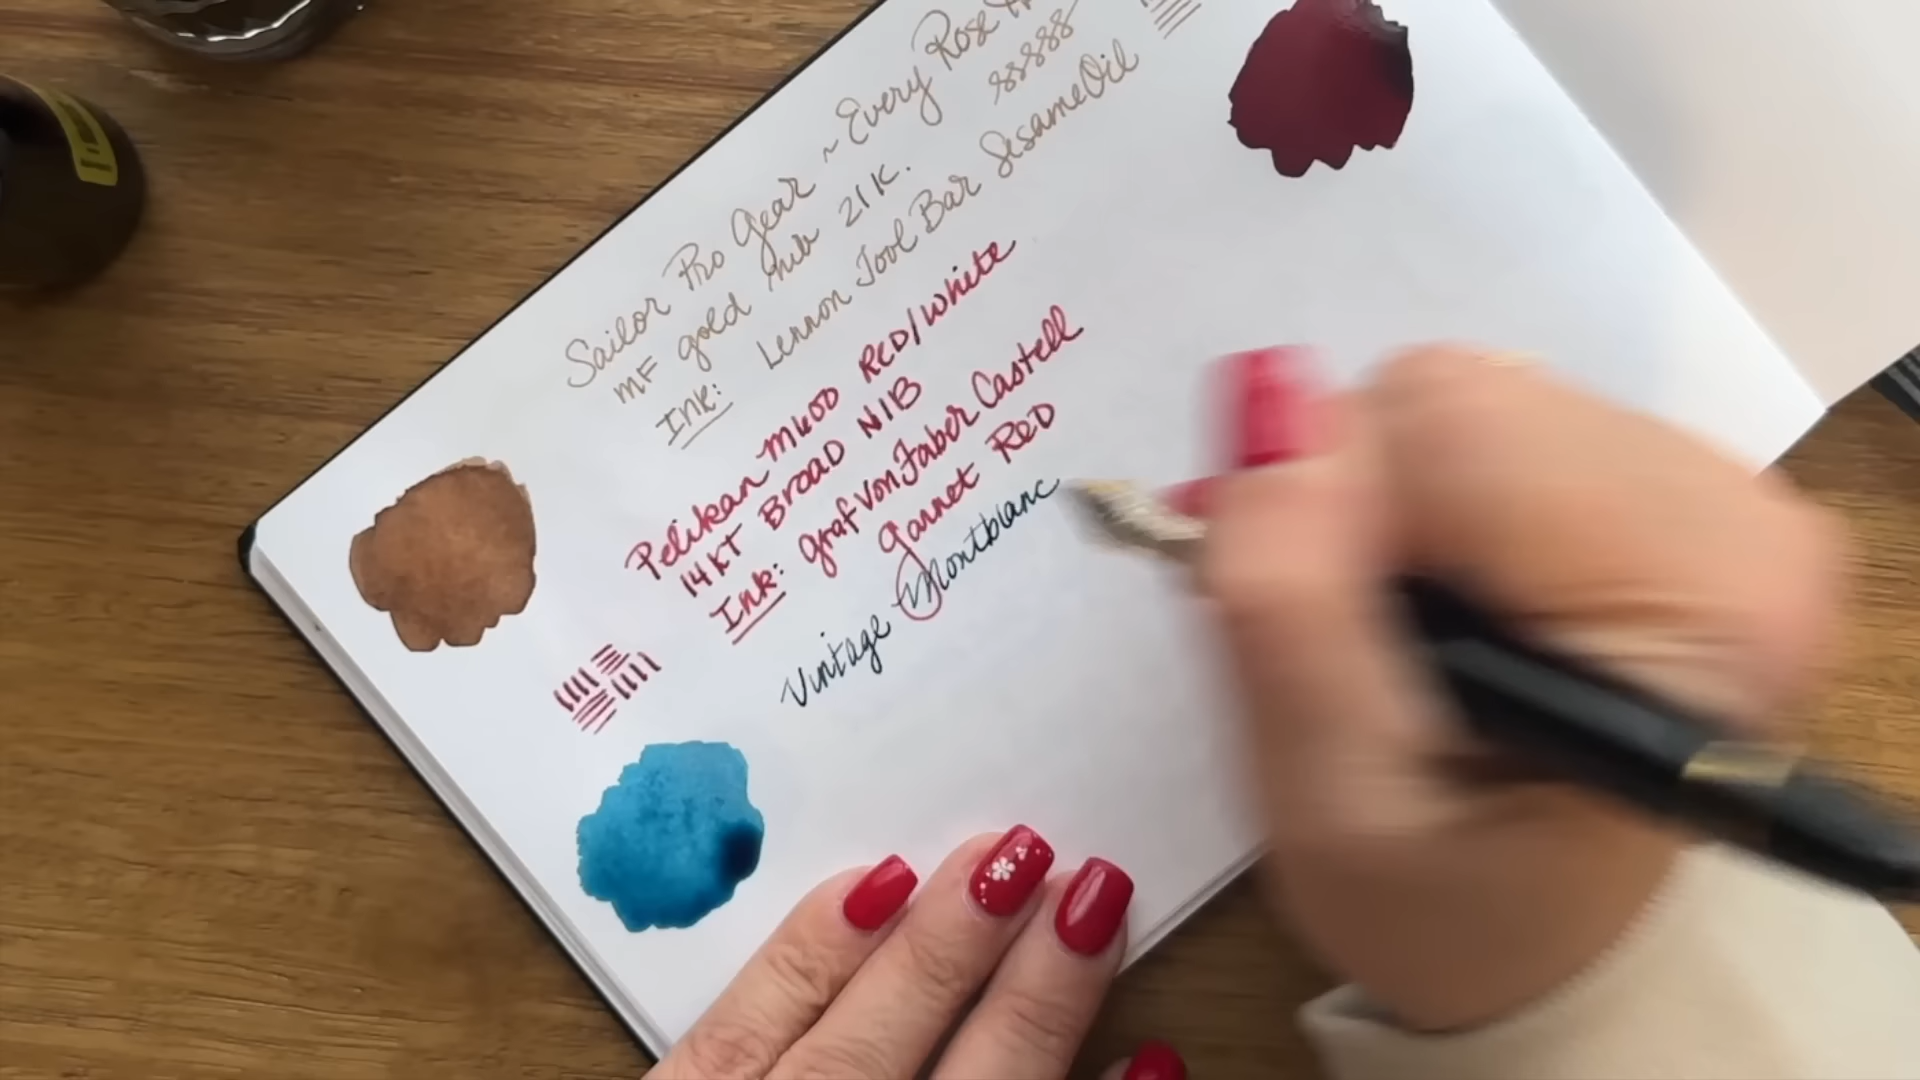 Sailor Pro Gear ~ Every Rose
MF gold nib 21K. 88888
Ink: Lennon Tool Bar Sesame Oil
Pelikan M600 RED/White
14KT BROAD NIB
Ink: Graf Von Faber Castell
Garnet RED
Vintage Montblanc